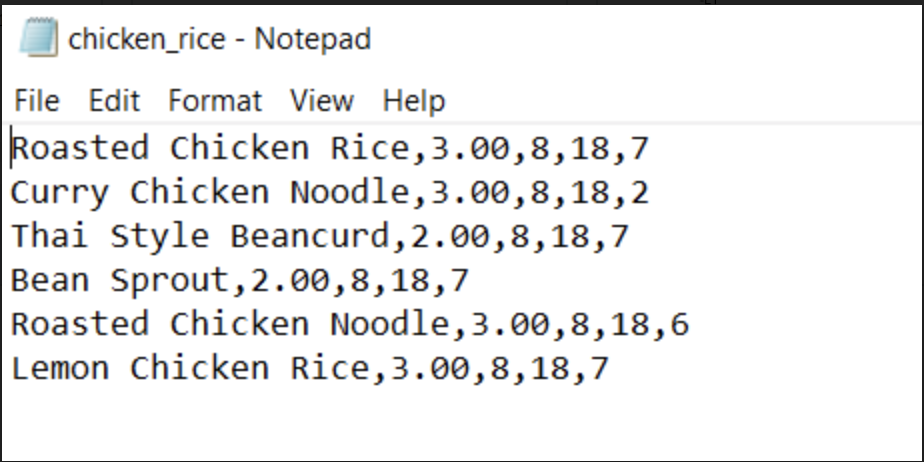 chicken_rice - Notepad
File Edit Format View Help
Roasted Chicken Rice,3.00,8,18,7
Curry Chicken Noodle,3.00,8,18,2
Thai Style Beancurd,2.00,8,18,7
Bean Sprout,2.00,8,18,7
Roasted Chicken Noodle,3.00,8,18,6
Lemon Chicken Rice,3.00,8,18,7